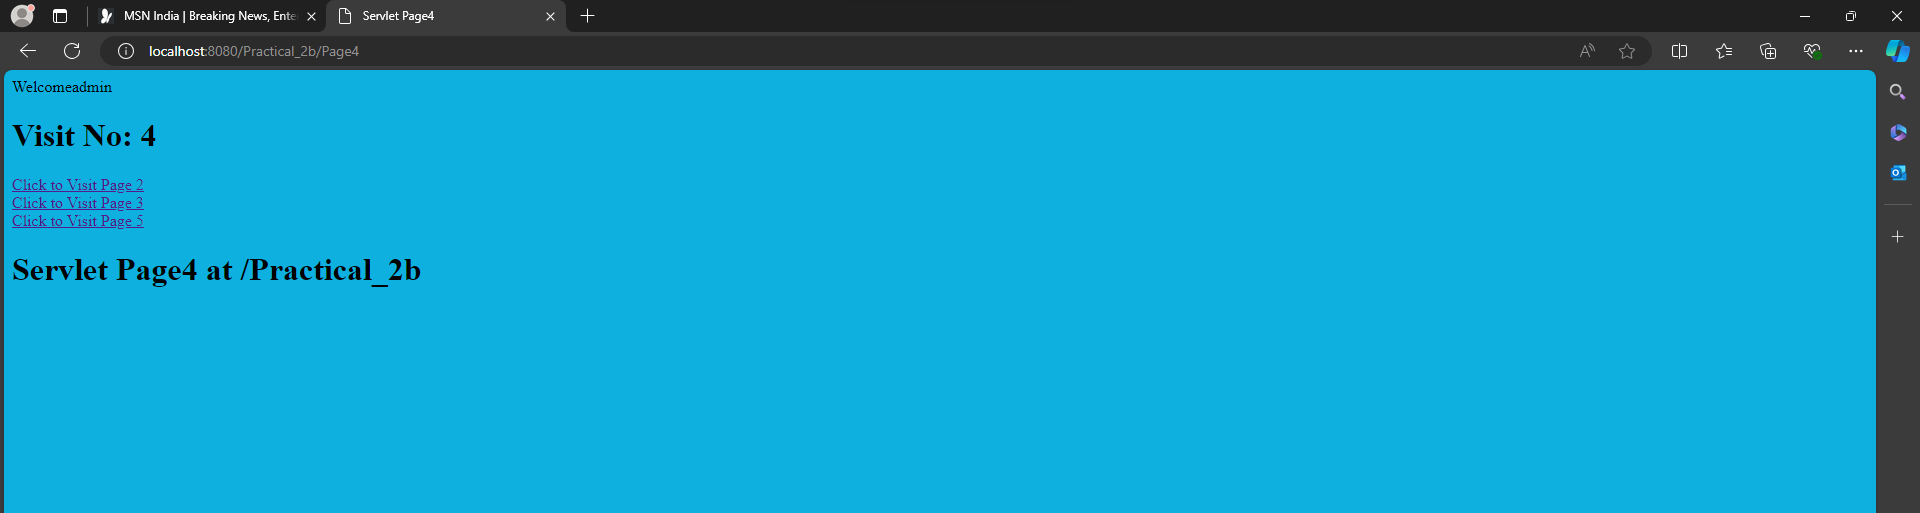 MSN India | Breaking News, Ente
Servlet Page4
localhost:8080/Practical_2b/Page4
Welcomeadmin
Visit No: 4
Click to Visit Page 2
Click to Visit Page 3
Click to Visit Page 5
Servlet Page4 at /Practical_2b